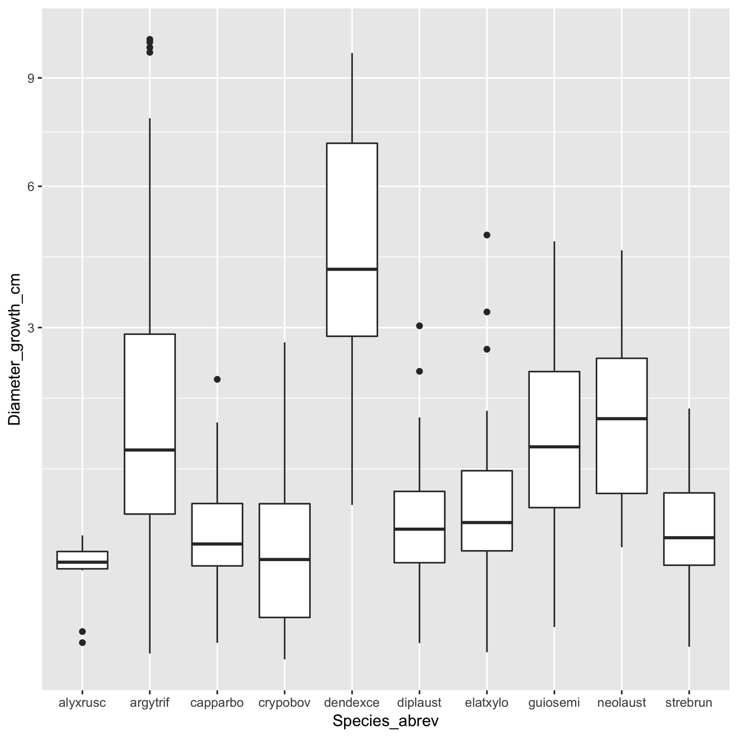 Diameter_growth_cm
9
6
3
alyxrusc argytrif capparbo crypobov dendexce diplaust elatxylo guiosemi neolaust strebrun
Species_abrev